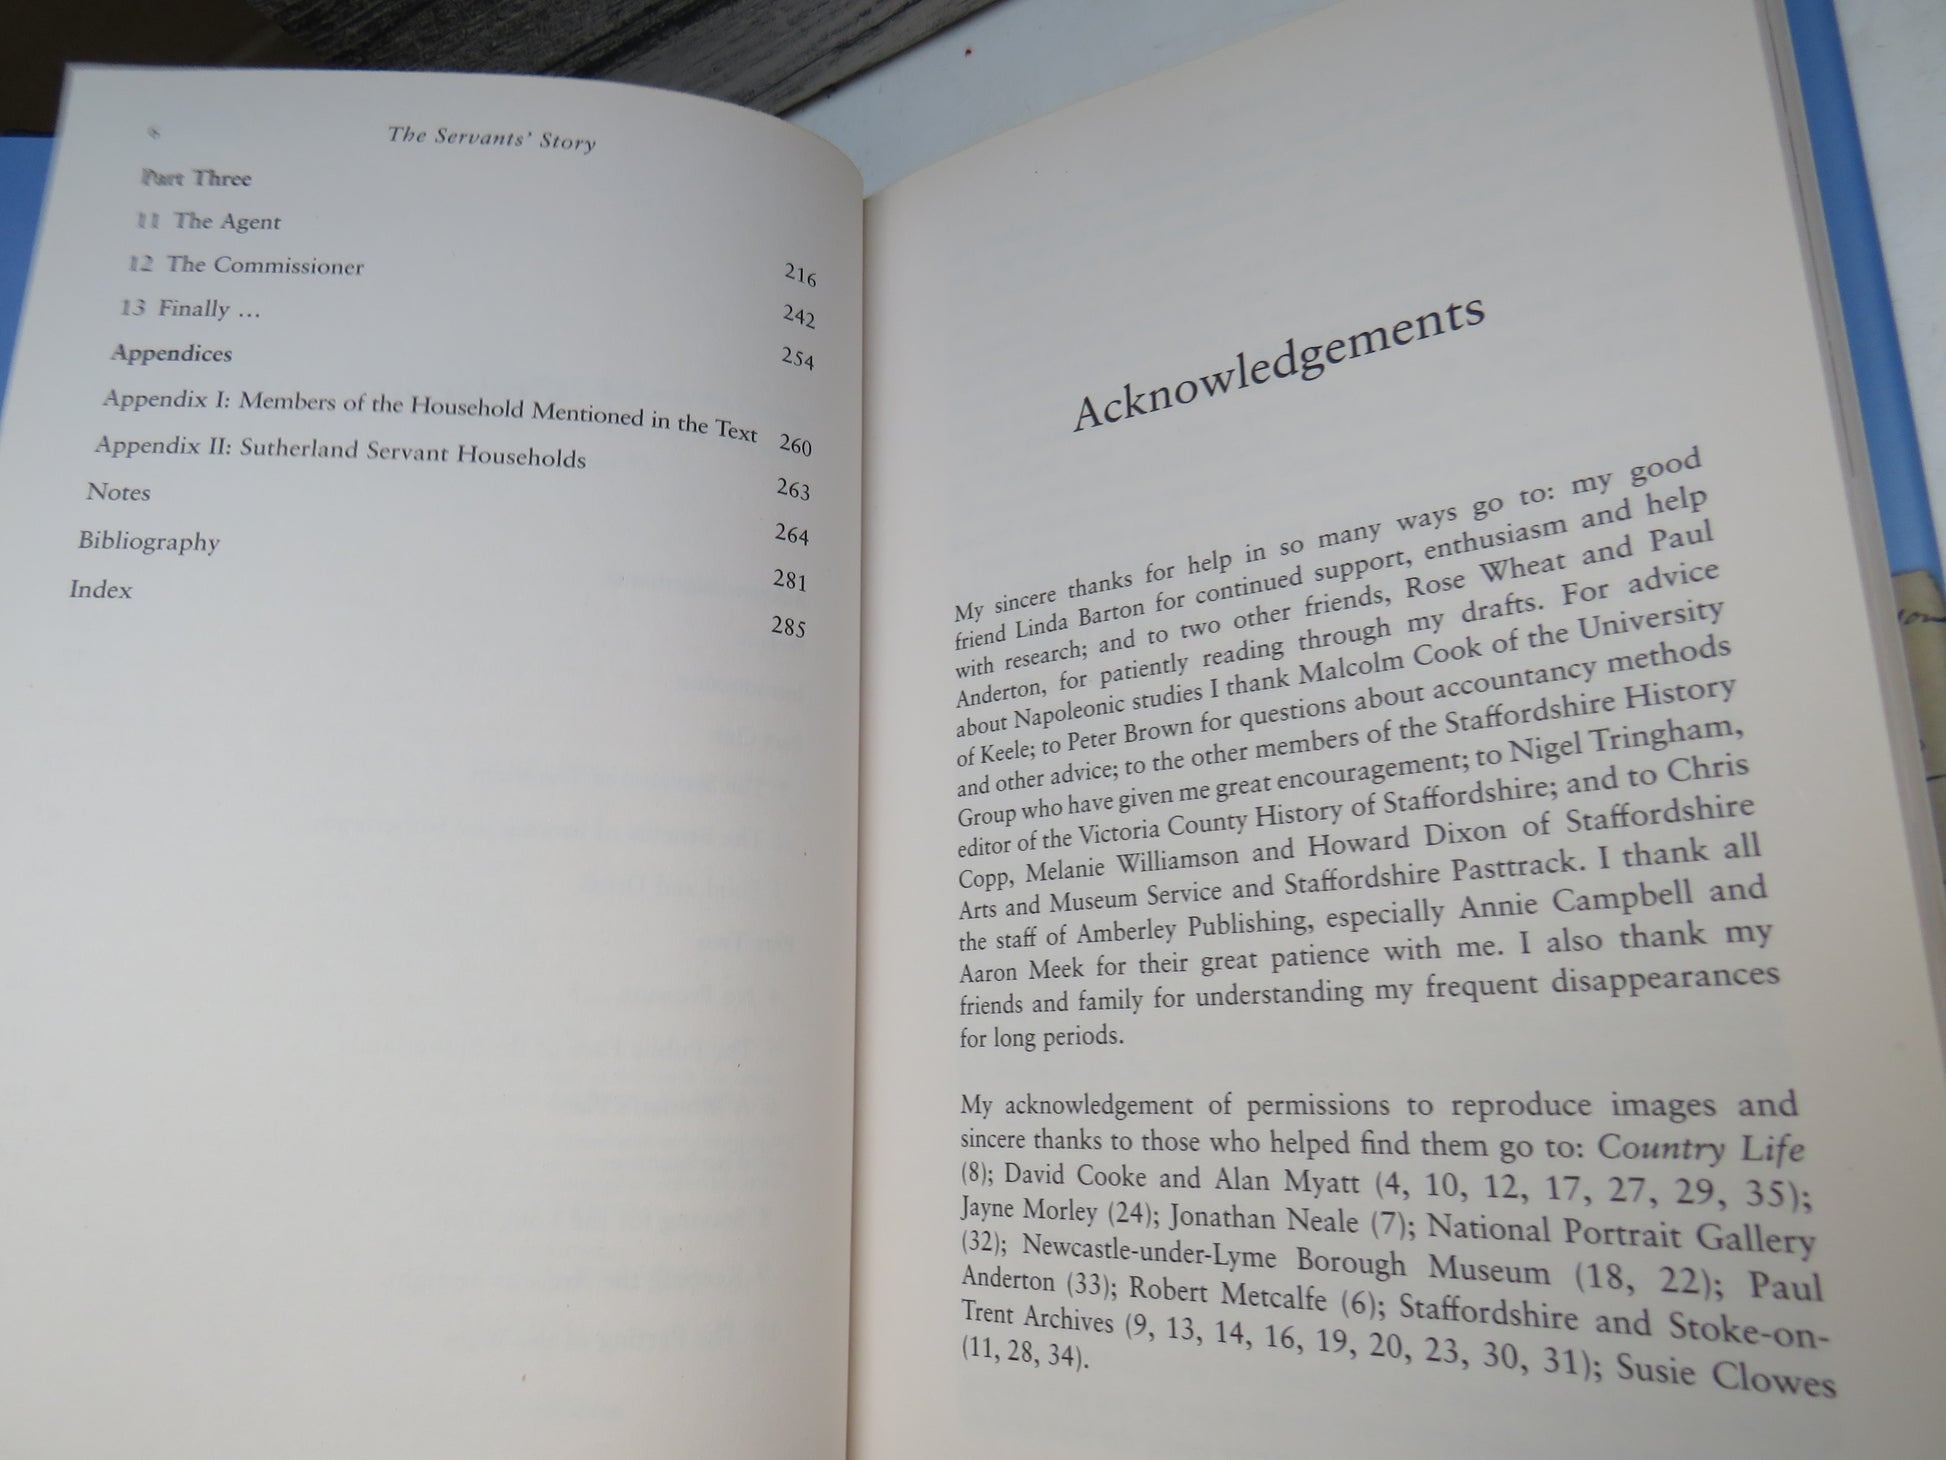 8 The Servants' Story
Part Three
11 The Agent 216
12 The Commissioner 242
13 Finally ... 254
Appendices
Appendix I: Members of the Household Mentioned in the Text 260
Appendix II: Sutherland Servant Households 263
Notes 264
Bibliography 281
Index 285
Acknowledgements
My sincere thanks for help in so many ways go to: my good
friend Linda Barton for continued support, enthusiasm and help
with research; and to two other friends, Rose Wheat and Paul
Anderton, for patiently reading through my drafts. For advice
about Napoleonic studies I thank Malcolm Cook of the University
of Keele; to Peter Brown for questions about accountancy methods
and other advice; to the other members of the Staffordshire History
Group who have given me great encouragement; to Nigel Tringham,
editor of the Victoria County History of Staffordshire; and to Chris
Copp, Melanie Williamson and Howard Dixon of Staffordshire
Arts and Museum Service and Staffordshire Pasttrack. I thank all
the staff of Amberley Publishing, especially Annie Campbell and
Aaron Meek for their great patience with me. I also thank my
friends and family for understanding my frequent disappearances
for long periods.
My acknowledgement of permissions to reproduce images and
sincere thanks to those who helped find them go to: Country Life
(8); David Cooke and Alan Myatt (4, 10, 12, 17, 27, 29, 35);
Jayne Morley (24); Jonathan Neale (7); National Portrait Gallery
(32); Newcastle-under-Lyme Borough Museum (18, 22); Paul
Anderton (33); Robert Metcalfe (6); Staffordshire and Stoke-on-
Trent Archives (9, 13, 14, 16, 19, 20, 23, 30, 31); Susie Clowes
(11, 28, 34).